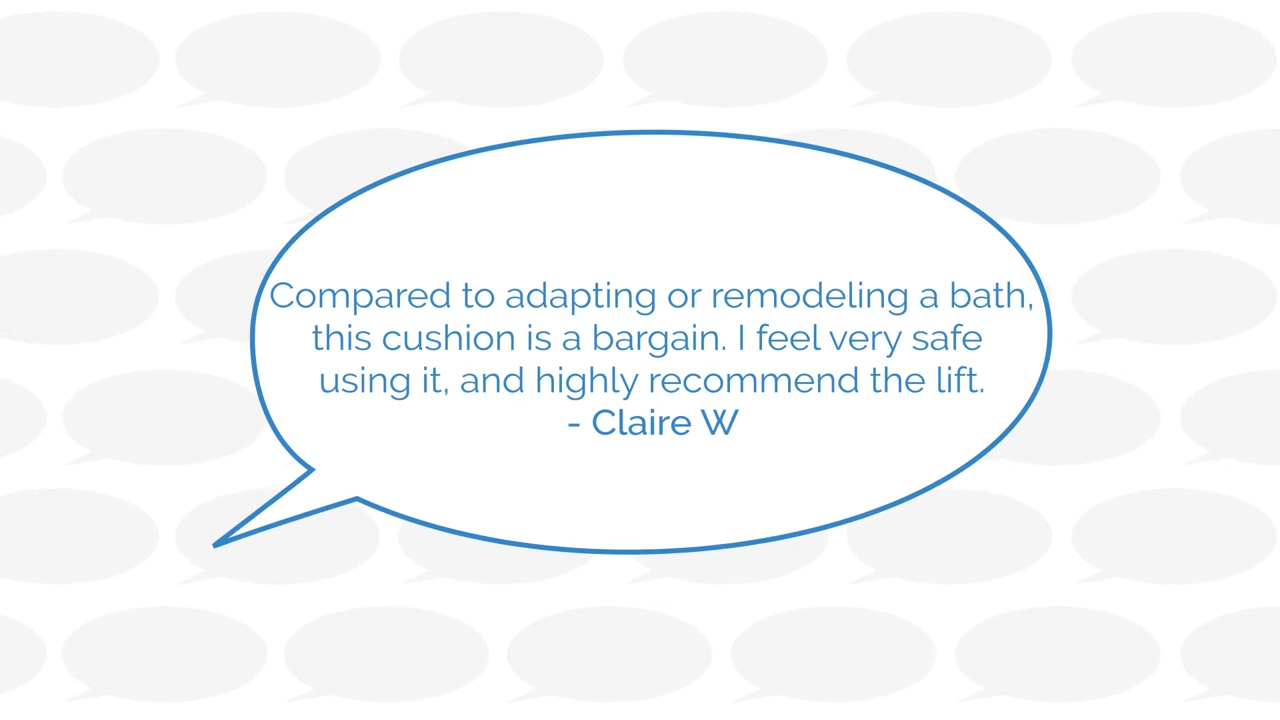 Compared to adapting or remodeling a bath,
this cushion is a bargain. I feel very safe
using it, and highly recommend the lift.
- Claire W